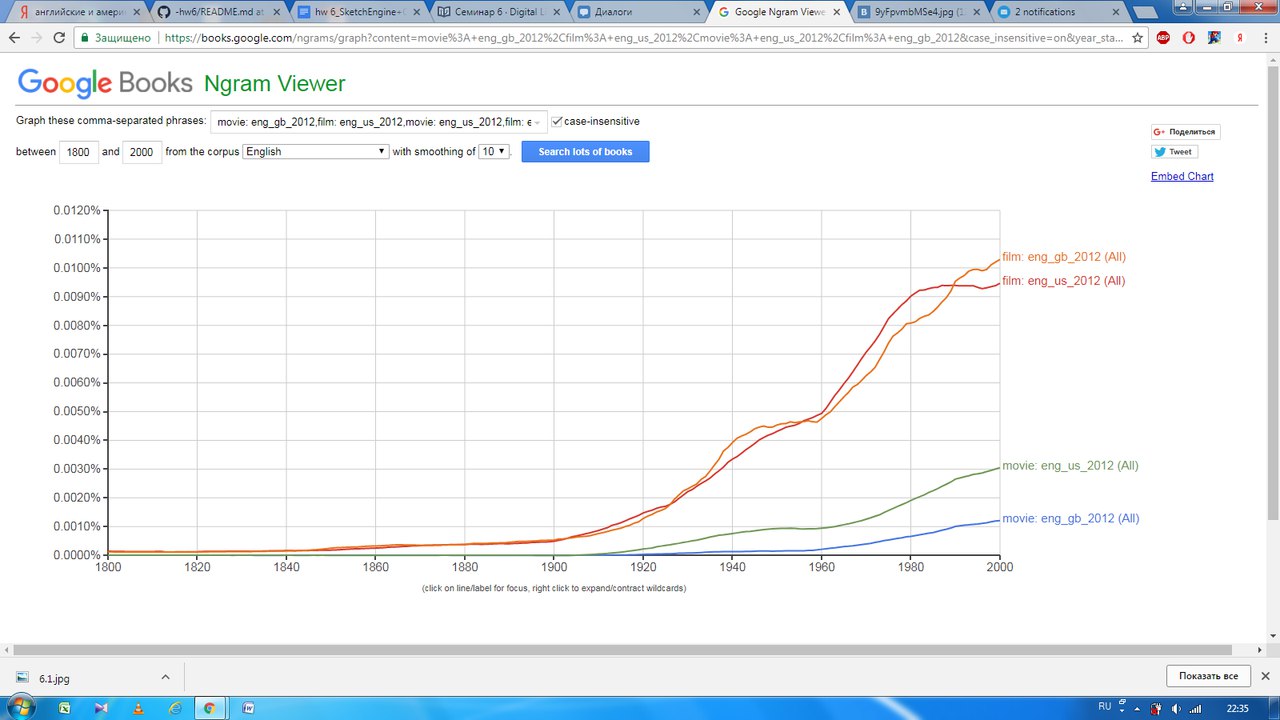 английские и амери
-hw6/README.md at
hw 6_SketchEngine+
Семинар 6 - Digital Li
Диалоги
Google Ngram Viewe
9yFpvmbMSe4.jpg (1
2 notifications
Защищено
https://books.google.com/ngrams/graph?content=movie%3A+eng_gb_2012%2Cfilm%3A+eng_us_2012%2Cmovie%3A+eng_us_2012%2Cfilm%3A+eng_gb_2012&case_insensitive=on&year_sta...
Google Books Ngram Viewer
Graph these comma-separated phrases: movie: eng_gb_2012,film: eng_us_2012,movie: eng_us_2012,film: e case-insensitive
between 1800 and 2000 from the corpus English with smoothing of 10 . Search lots of books
Поделиться
Tweet
Embed Chart
0.0120%
0.0110%
0.0100%
0.0090%
0.0080%
0.0070%
0.0060%
0.0050%
0.0040%
0.0030%
0.0020%
0.0010%
0.0000%
film: eng_gb_2012 (All)
film: eng_us_2012 (All)
movie: eng_us_2012 (All)
movie: eng_gb_2012 (All)
1800 1820 1840 1860 1880 1900 1920 1940 1960 1980 2000
(click on line/label for focus, right click to expand/contract wildcards)
6.1.jpg
Показать все
RU 22:35